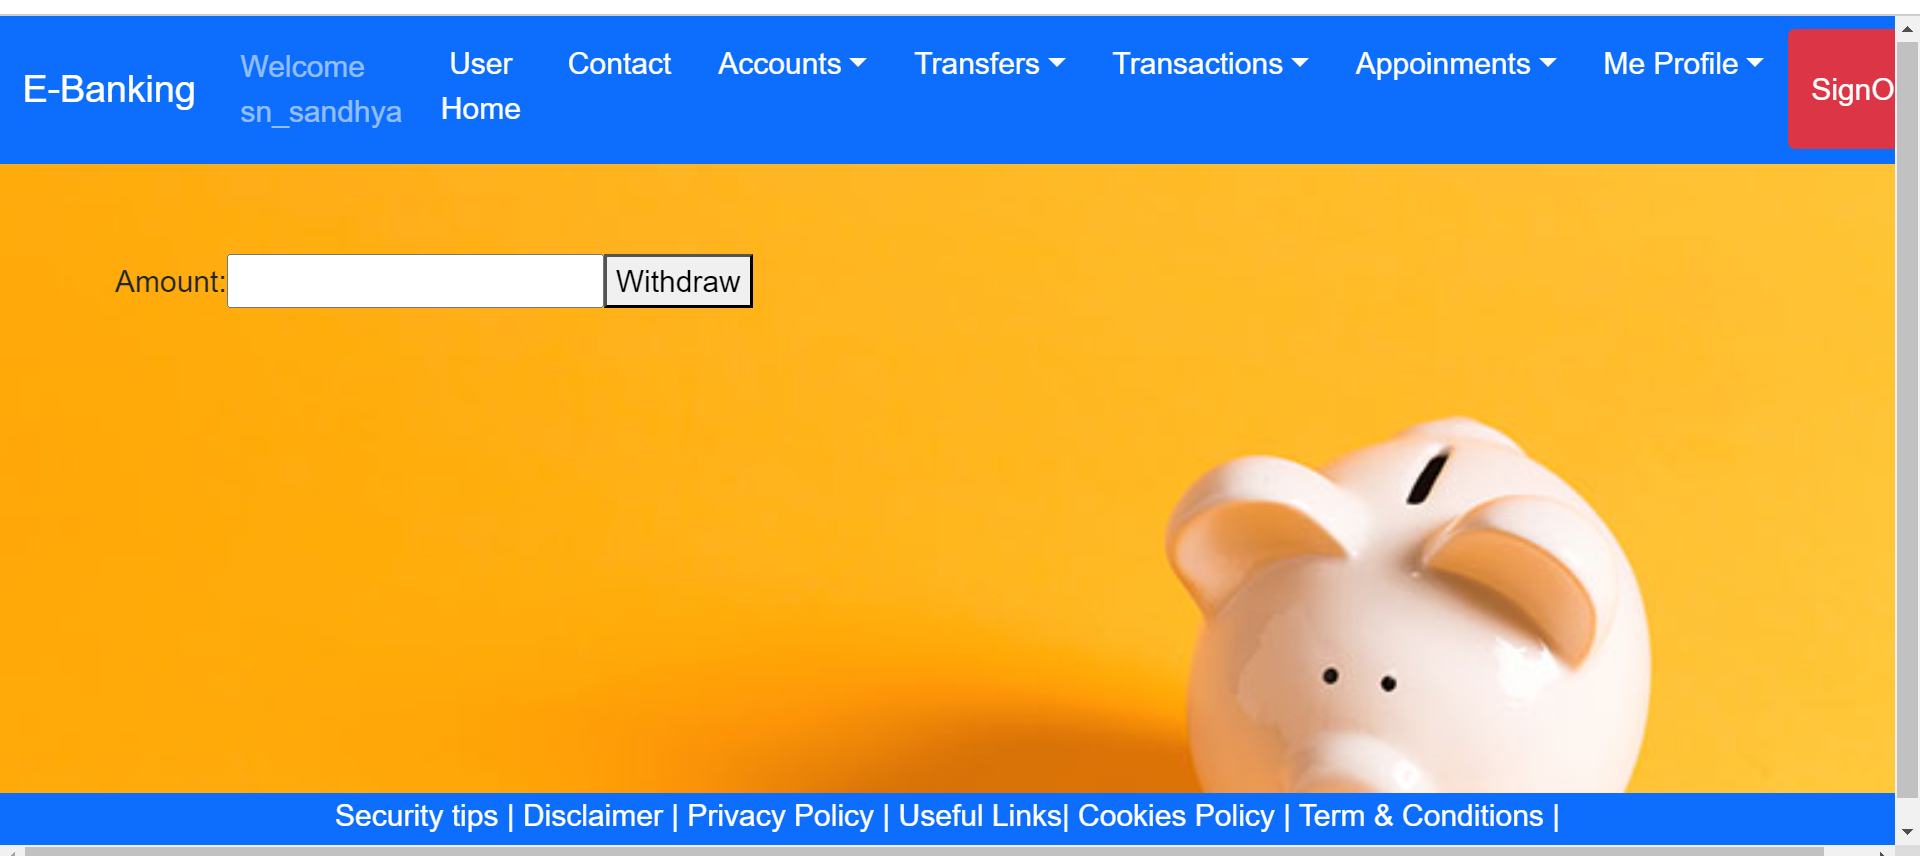 E-Banking
Welcome
sn_sandhya
User
Home
Contact
Accounts
Transfers
Transactions
Appoinments
Me Profile
SignO
Amount:
Withdraw
Security tips | Disclaimer | Privacy Policy | Useful Links| Cookies Policy | Term & Conditions |